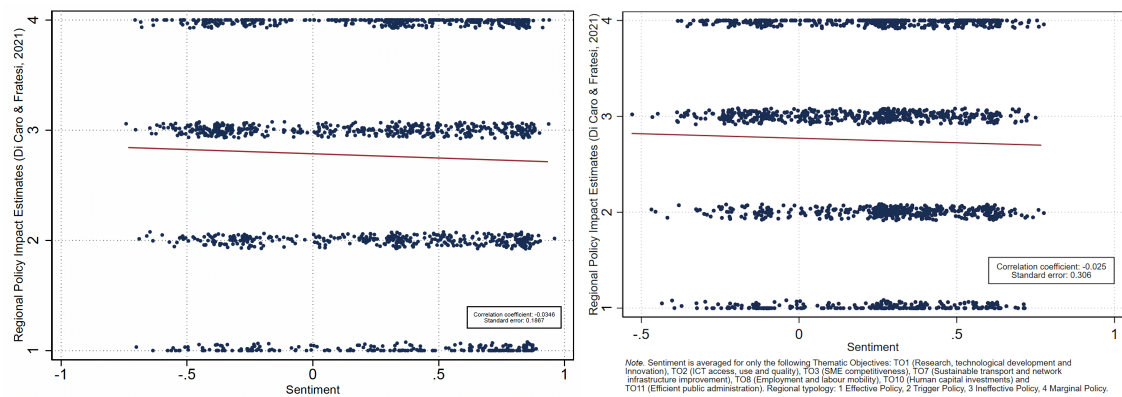 Regional Policy Impact Estimates (Di Caro & Fratesi, 2021)
4
3
2
1
Correlation coefficient: -0.0346
Standard error: 0.1867
-1
-.5
0
.5
1
Sentiment
Regional Policy Impact Estimates (Di Caro & Fratesi, 2021)
4
3
2
1
Correlation coefficient: -0.025
Standard error: 0.306
-.5
0
.5
1
Sentiment
Note. Sentiment is averaged for only the following Thematic Objectives: TO1 (Research, technological development and
Innovation), TO2 (ICT access, use and quality), TO3 (SME competitiveness), TO7 (Sustainable transport and network
infrastructure improvement), TO8 (Employment and labour mobility), TO10 (Human capital investments) and
TO11 (Efficient public administration). Regional typology: 1 Effective Policy, 2 Trigger Policy, 3 Ineffective Policy, 4 Marginal Policy.